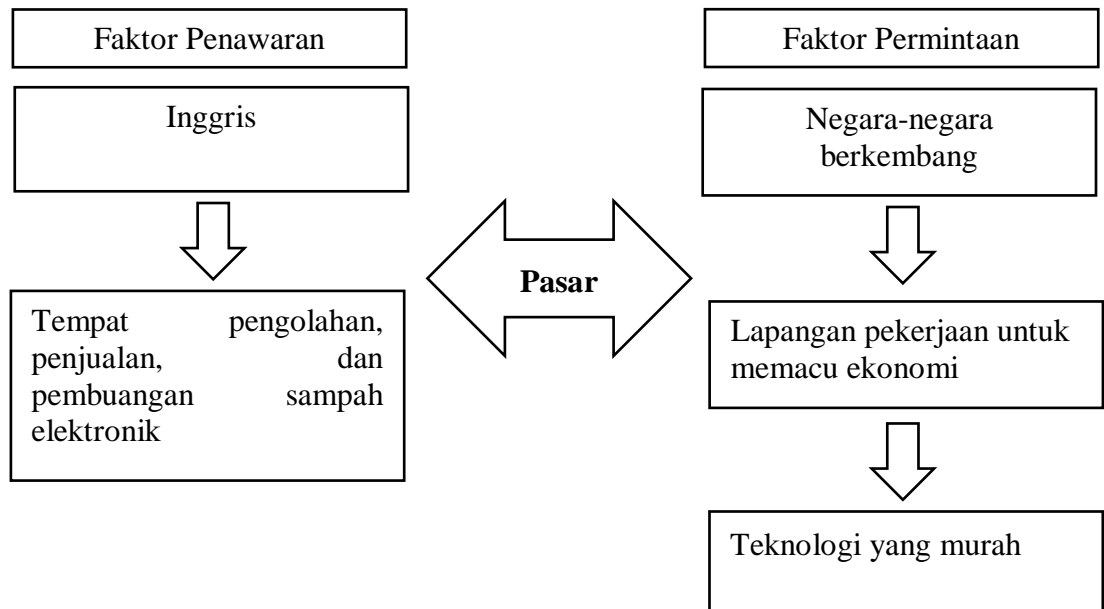 Faktor Penawaran
Inggris
Tempat pengolahan,
penjualan, dan
pembuangan sampah
elektronik
Pasar
Faktor Permintaan
Negara-negara
berkembang
Lapangan pekerjaan untuk
memacu ekonomi
Teknologi yang murah